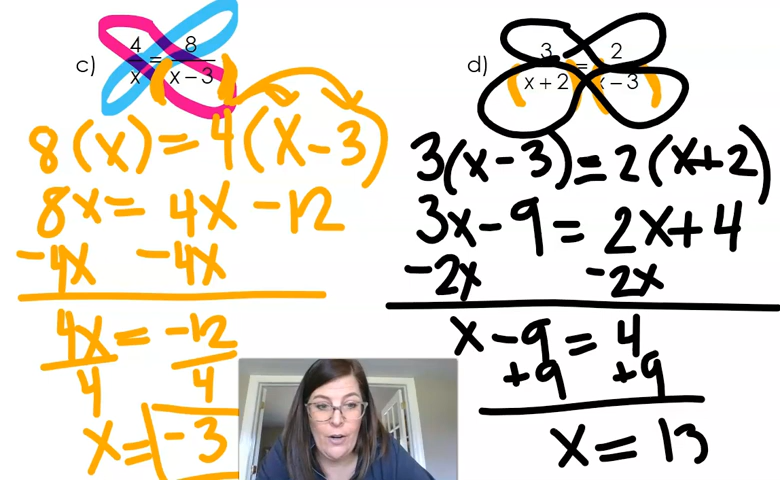 c) 4/x = 8/(x – 3)
8(x) = 4(x – 3)
8x = 4x – 12
–4x –4x
4x/4 = –12/4
x = –3
d) 3/(x + 2) = 2/(x – 3)
3(x – 3) = 2(x + 2)
3x – 9 = 2x + 4
–2x –2x
x – 9 = 4
+9 +9
x = 13